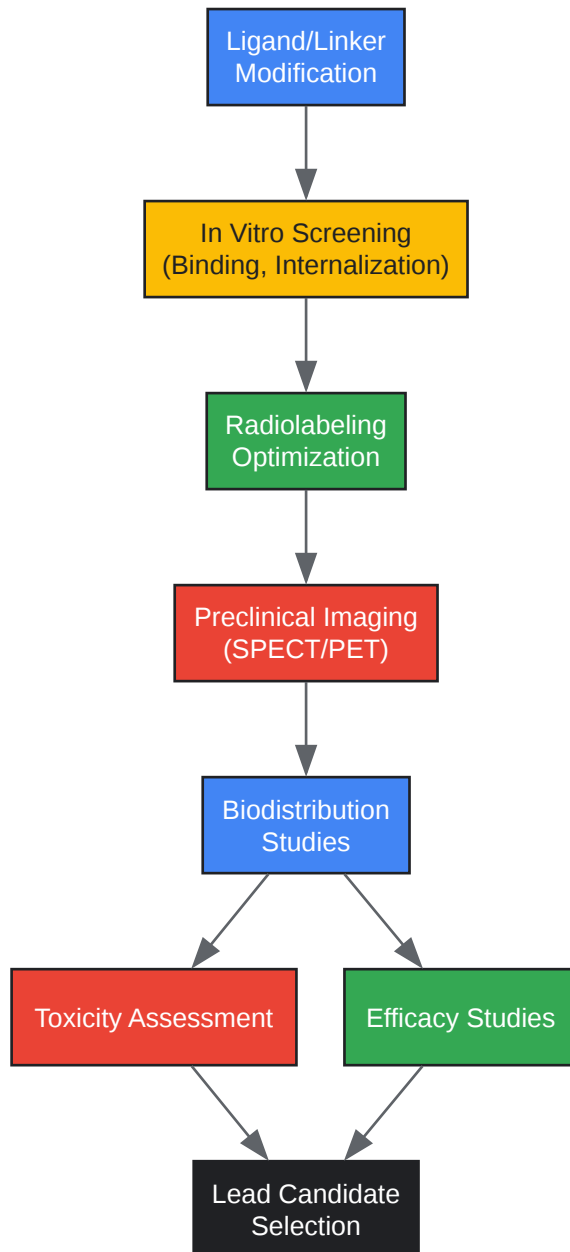 Ligand/Linker
Modification
In Vitro Screening
(Binding, Internalization)
Radiolabeling
Optimization
Preclinical Imaging
(SPECT/PET)
Biodistribution
Studies
Toxicity Assessment
Efficacy Studies
Lead Candidate
Selection